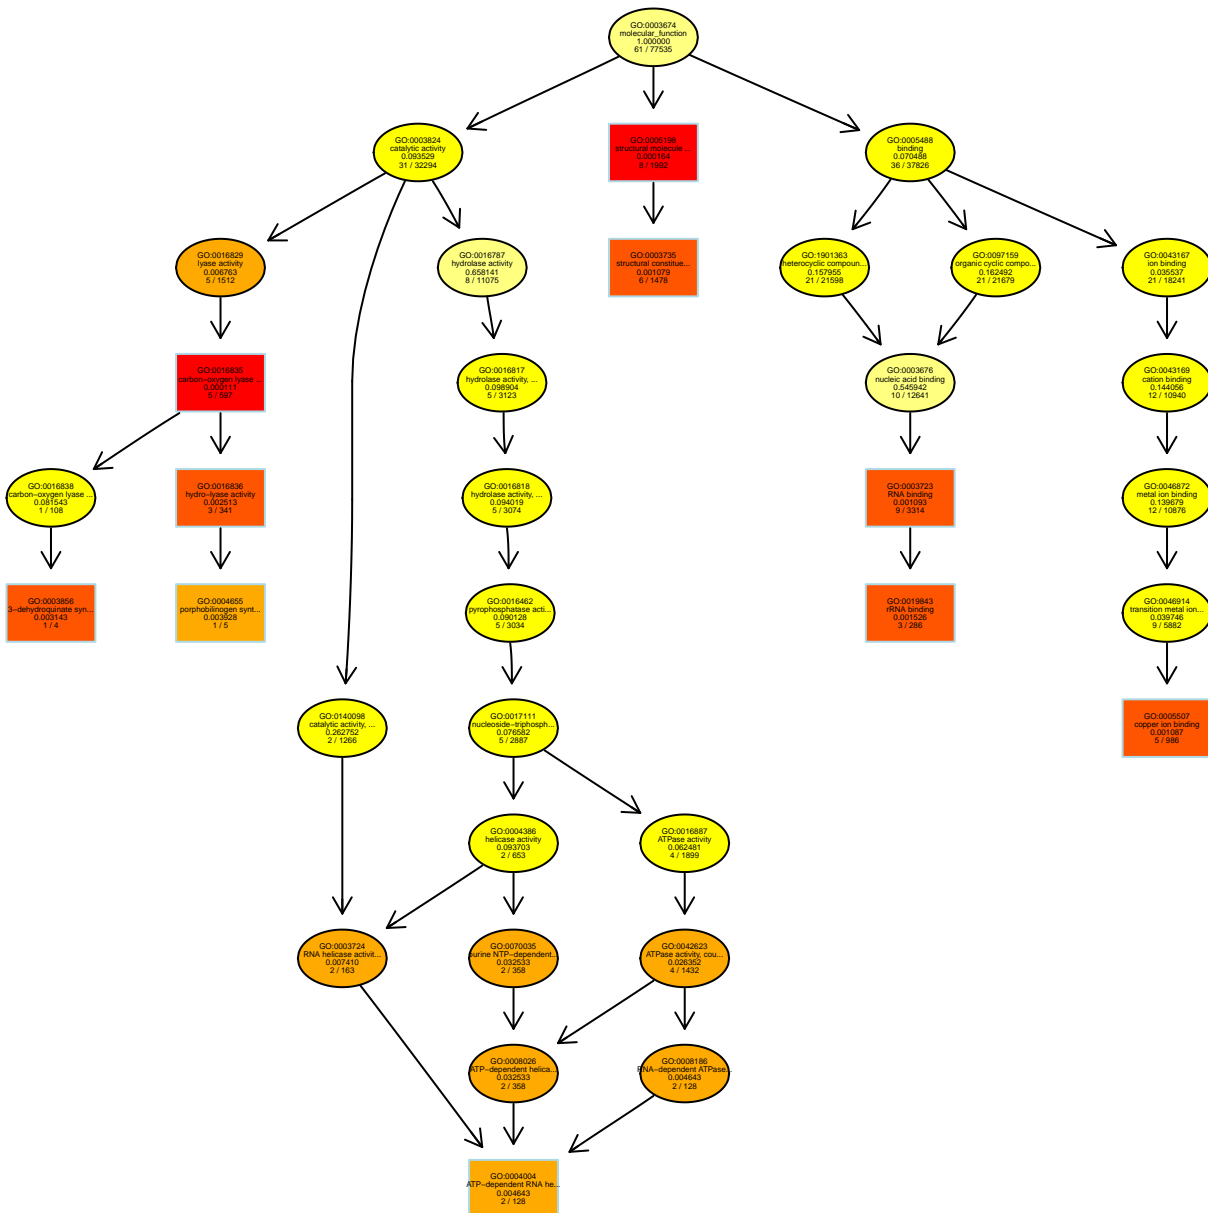 GO:0003674
molecular_function
1.000000
61 / 77535
GO:0003824
catalytic activity
0.093529
31 / 32294
GO:0005198
structural molecule ...
0.000164
8 / 1992
GO:0005488
binding
0.070488
36 / 37826
GO:0016829
lyase activity
0.006763
5 / 1512
GO:0016787
hydrolase activity
0.658141
8 / 11075
GO:0003735
structural constitue...
0.001079
6 / 1478
GO:1901363
heterocyclic compoun...
0.157955
21 / 21598
GO:0097159
organic cyclic compo...
0.162492
21 / 21679
GO:0043167
ion binding
0.035537
21 / 18241
GO:0016835
carbon−oxygen lyase ...
0.000111
5 / 597
GO:0016817
hydrolase activity, ...
0.098904
5 / 3123
GO:0003676
nucleic acid binding
0.545942
10 / 12641
GO:0043169
cation binding
0.144056
12 / 10940
GO:0016838
carbon−oxygen lyase ...
0.081543
1 / 108
GO:0016836
hydro−lyase activity
0.002513
3 / 341
GO:0016818
hydrolase activity, ...
0.094019
5 / 3074
GO:0003723
RNA binding
0.001093
9 / 3314
GO:0046872
metal ion binding
0.139679
12 / 10876
GO:0003856
3−dehydroquinate syn...
0.003143
1 / 4
GO:0004655
porphobilinogen synt...
0.003928
1 / 5
GO:0016462
pyrophosphatase acti...
0.090128
5 / 3034
GO:0019843
rRNA binding
0.001526
3 / 286
GO:0046914
transition metal ion...
0.039746
9 / 5882
GO:0140098
catalytic activity, ...
0.262752
2 / 1266
GO:0017111
nucleoside−triphosph...
0.076582
5 / 2887
GO:0005507
copper ion binding
0.001087
5 / 986
GO:0004386
helicase activity
0.093703
2 / 653
GO:0016887
ATPase activity
0.062481
4 / 1899
GO:0003724
RNA helicase activit...
0.007410
2 / 163
GO:0070035
purine NTP−dependent...
0.032533
2 / 358
GO:0042623
ATPase activity, cou...
0.026352
4 / 1432
GO:0008026
ATP−dependent helica...
0.032533
2 / 358
GO:0008186
RNA−dependent ATPase...
0.004643
2 / 128
GO:0004004
ATP−dependent RNA he...
0.004643
2 / 128